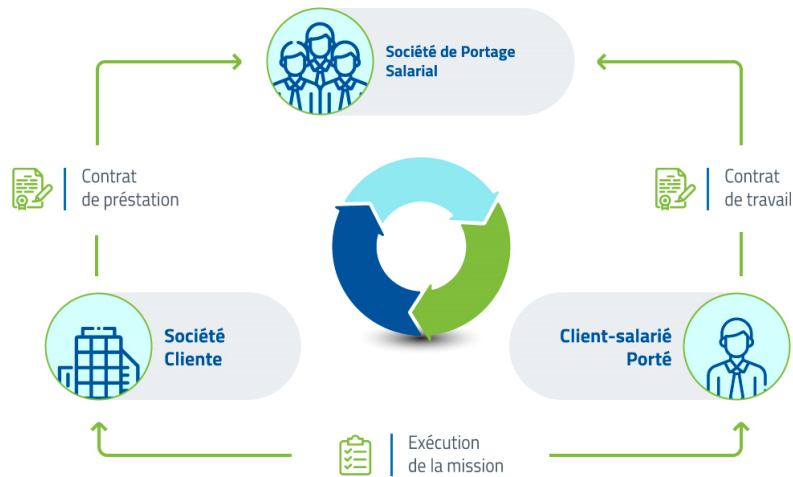 Société de Portage
Salarial
Contrat
de préstation
Contrat
de travail
Société
Cliente
Client-salarié
Porté
Exécution
de la mission